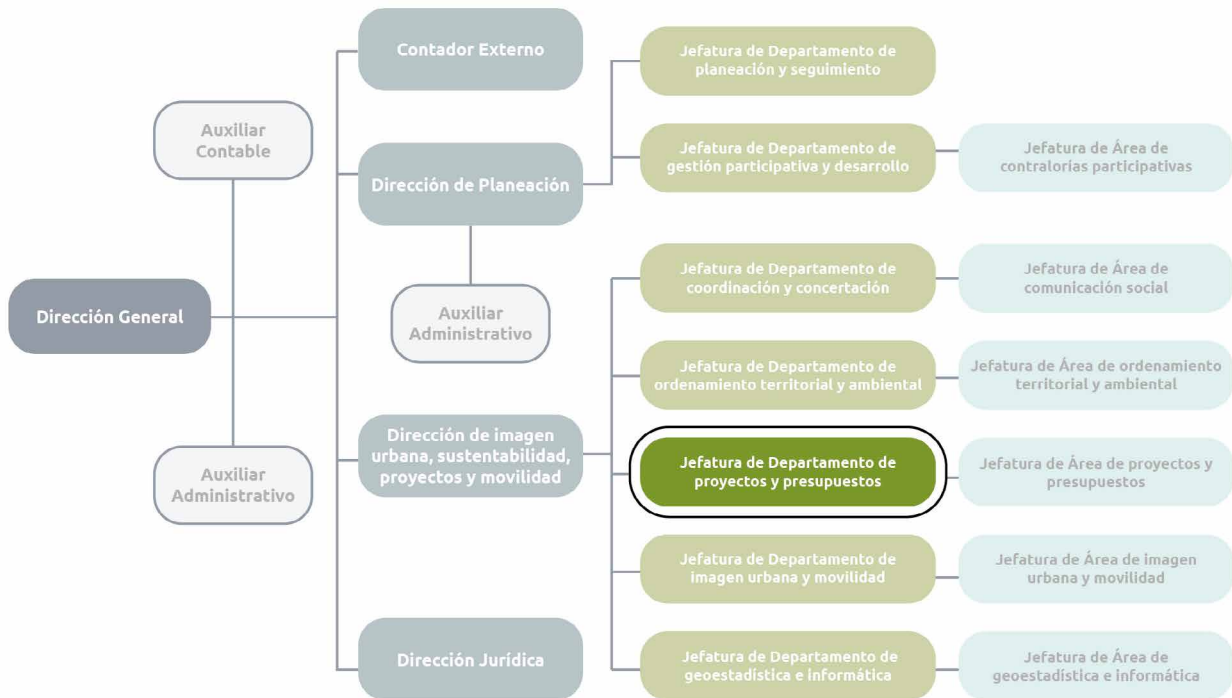 Dirección General
Auxiliar
Contable
Auxiliar
Administrativo
Contador Externo
Dirección de Planeación
Auxiliar
Administrativo
Dirección de imagen
urbana, sustentabilidad,
proyectos y movilidad
Dirección Jurídica
Jefatura de Departamento de
planeación y seguimiento
Jefatura de Departamento de
gestión participativa y desarrollo
Jefatura de Área de
contralorías participativas
Jefatura de Departamento de
coordinación y concertación
Jefatura de Área de
comunicación social
Jefatura de Departamento de
ordenamiento territorial y ambiental
Jefatura de Área de ordenamiento
territorial y ambiental
Jefatura de Departamento de
proyectos y presupuestos
Jefatura de Área de proyectos y
presupuestos
Jefatura de Departamento de
imagen urbana y movilidad
Jefatura de Área de imagen
urbana y movilidad
Jefatura de Departamento de
geoestadística e informática
Jefatura de Área de
geoestadística e informática